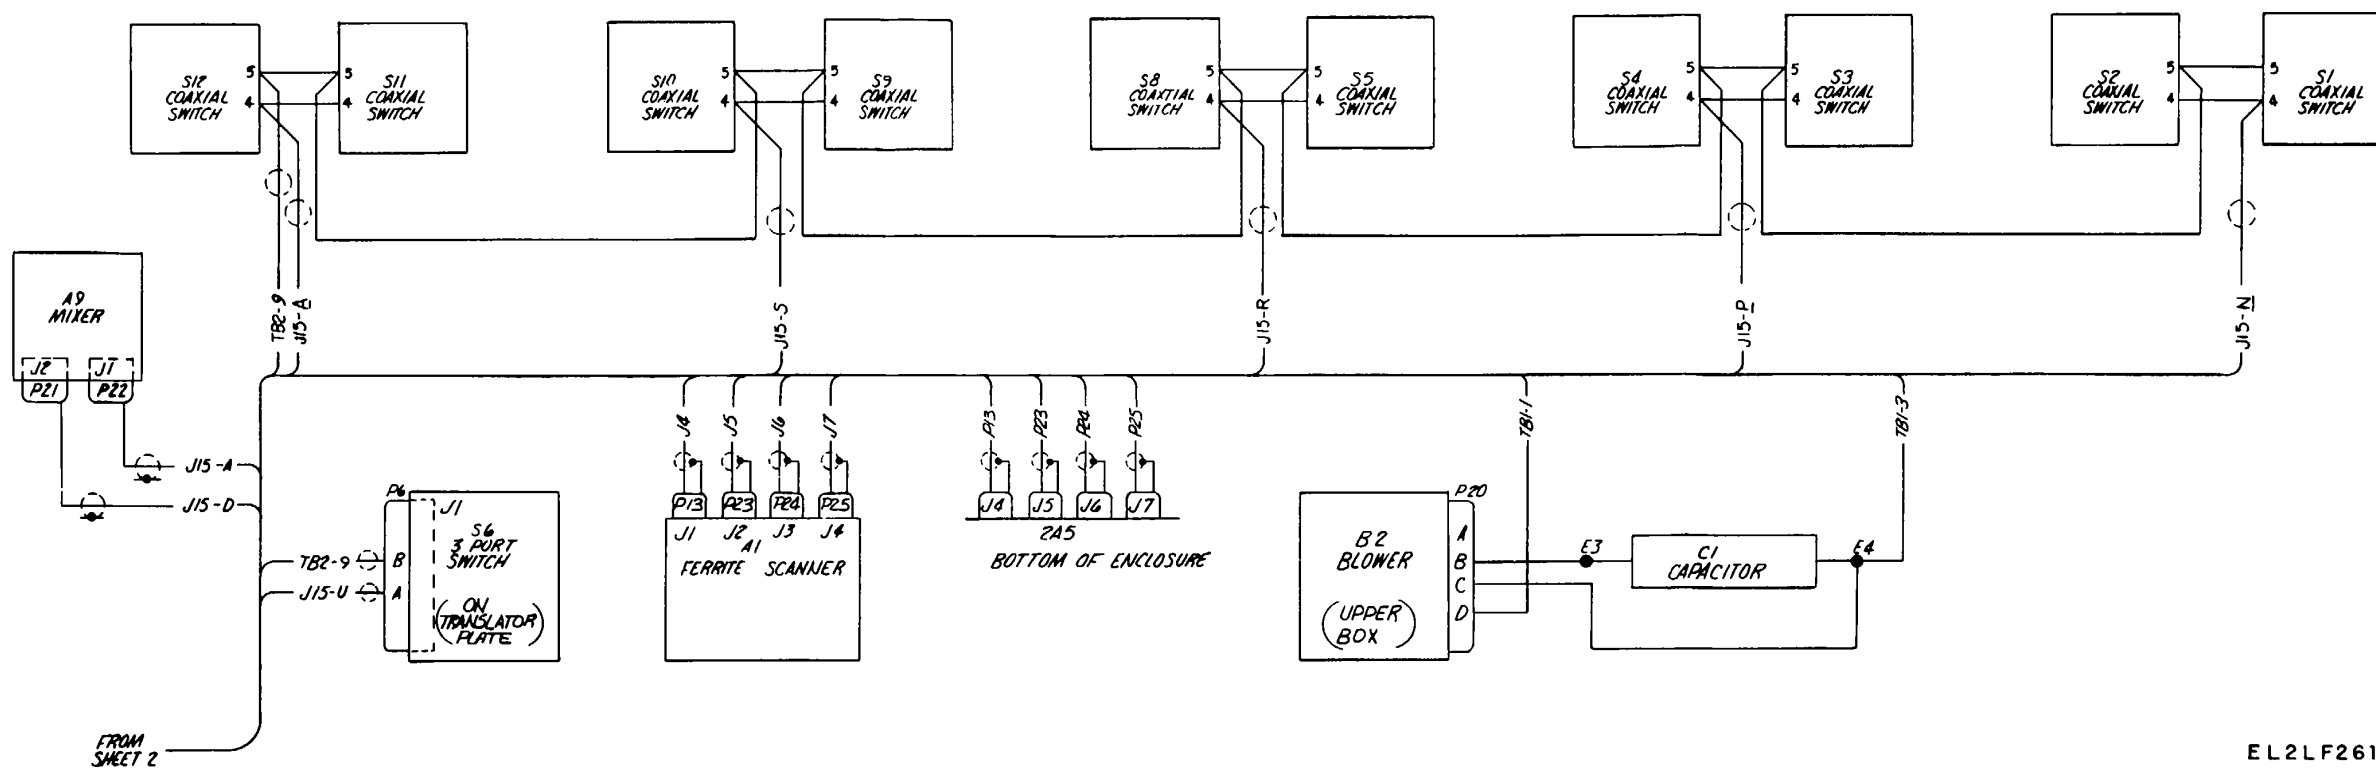 S12
COAXIAL
SWITCH
5
4
5
4
S11
COAXIAL
SWITCH
S10
COAXIAL
SWITCH
5
4
5
4
S9
COAXIAL
SWITCH
S8
COAXTIAL
SWITCH
5
4
5
4
S5
COAXIAL
SWITCH
S4
COAXIAL
SWITCH
5
4
5
4
S3
COAXIAL
SWITCH
S2
COAXIAL
SWITCH
5
4
5
4
S1
COAXIAL
SWITCH
TB2-9
J15-A
J15-S
J15-R
J15-P
J15-N
A9
MIXER
J2
J1
P21
P22
J15-A
J15-D
P6
J1
S6
3 PORT
SWITCH
(ON
TRANSLATOR
PLATE)
TB2-9
B
J15-U
A
J4
J5
J6
J7
P13
P23
P24
P25
J1
J2
J3
J4
A1
FERRITE SCANNER
P13
P23
P24
P25
J4
J5
J6
J7
2A5
BOTTOM OF ENCLOSURE
TB1-1
TB1-3
P20
B2
BLOWER
(UPPER
BOX)
A
B
C
D
E3
C1
CAPACITOR
E4
FROM
SHEET 2
EL2LF261